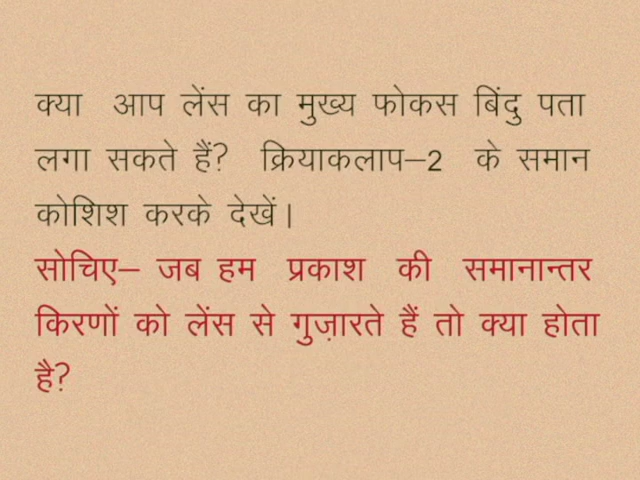 क्या आप लेंस का मुख्य फोकस बिंदु पता
लगा सकते हैं? क्रियाकलाप–2 के समान
कोशिश करके देखें।
सोचिए– जब हम प्रकाश की समानान्तर
किरणों को लेंस से गुज़ारते हैं तो क्या होता
है?